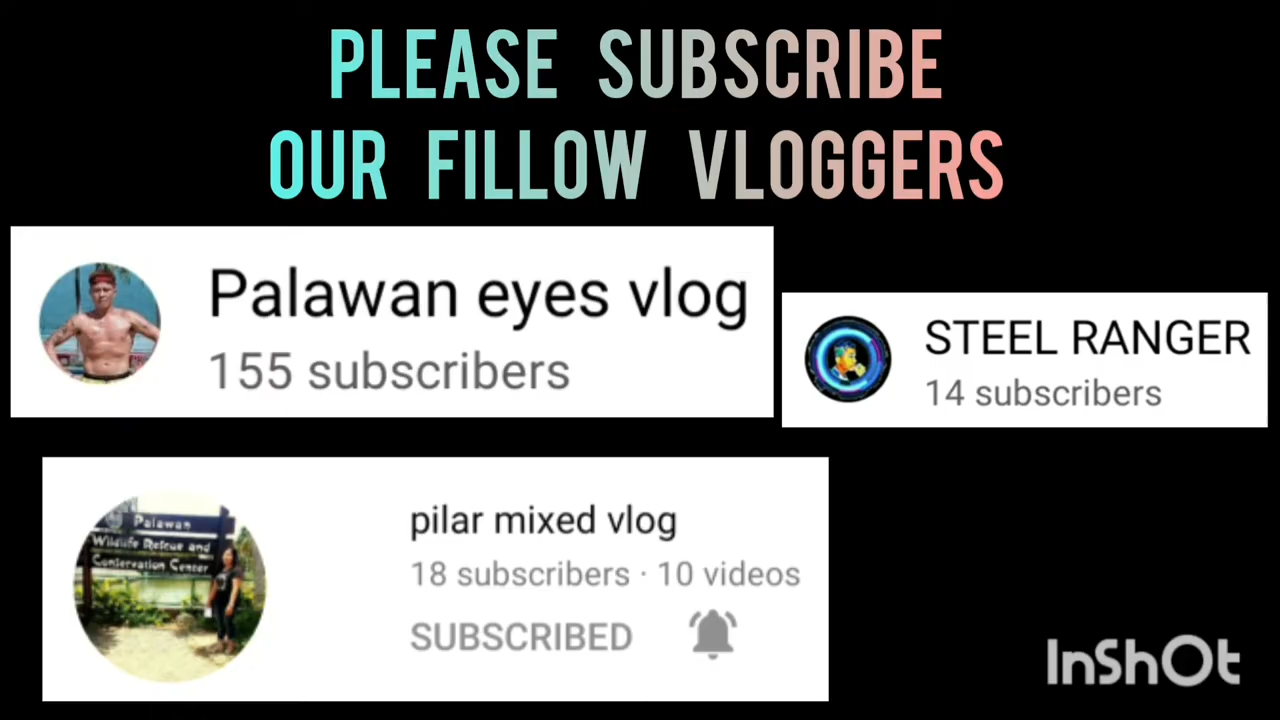 PLEASE SUBSCRIBE
OUR FILLOW VLOGGERS
Palawan eyes vlog
155 subscribers
STEEL RANGER
14 subscribers
Palawan
Wildlife Rescue and
Conservation Center
pilar mixed vlog
18 subscribers · 10 videos
SUBSCRIBED
InShOt